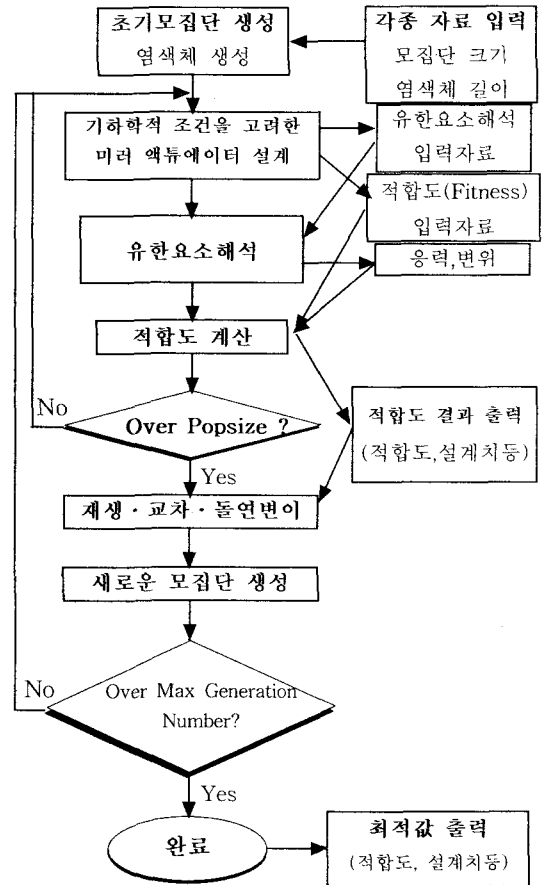 초기모집단 생성
염색체 생성
각종 자료 입력
모집단 크기
염색체 길이
기하학적 조건을 고려한
미러 액튜에이터 설계
유한요소해석
입력자료
적합도(Fitness)
입력자료
유한요소해석
응력,변위
적합도 계산
No
Over Popsize ?
Yes
적합도 결과 출력
(적합도,설계치등)
재생·교차·돌연변이
새로운 모집단 생성
No
Over Max Generation
Number?
Yes
완료
최적값 출력
(적합도, 설계치등)